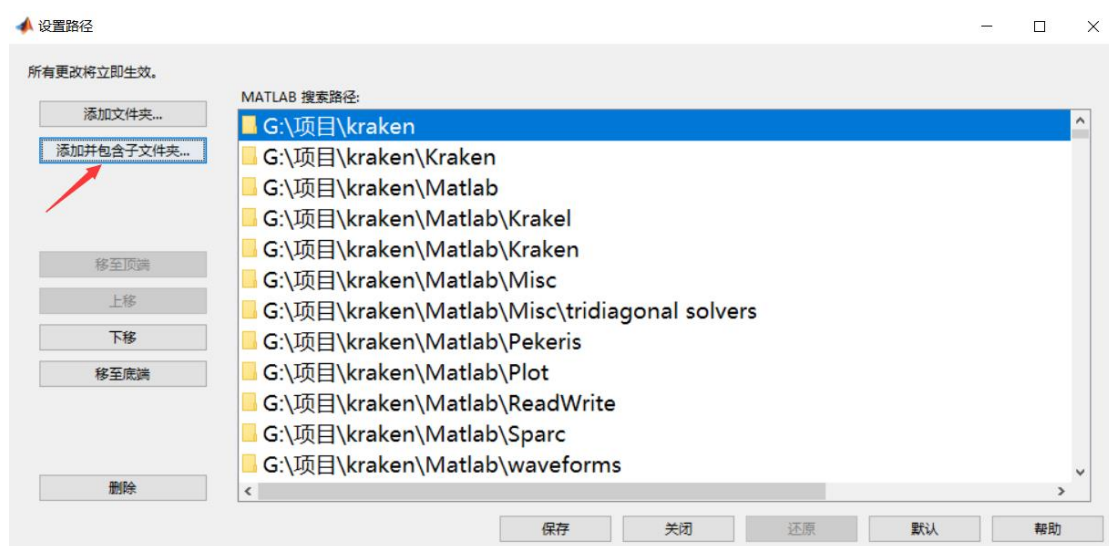 设置路径
所有更改将立即生效。
添加文件夹...
添加并包含子文件夹...
移至顶端
上移
下移
移至底端
删除
MATLAB 搜索路径:
G:\项目\kraken
G:\项目\kraken\Kraken
G:\项目\kraken\Matlab
G:\项目\kraken\Matlab\Krakel
G:\项目\kraken\Matlab\Kraken
G:\项目\kraken\Matlab\Misc
G:\项目\kraken\Matlab\Misc\tridiagonal solvers
G:\项目\kraken\Matlab\Pekeris
G:\项目\kraken\Matlab\Plot
G:\项目\kraken\Matlab\ReadWrite
G:\项目\kraken\Matlab\Sparc
G:\项目\kraken\Matlab\waveforms
保存 关闭 还原 默认 帮助